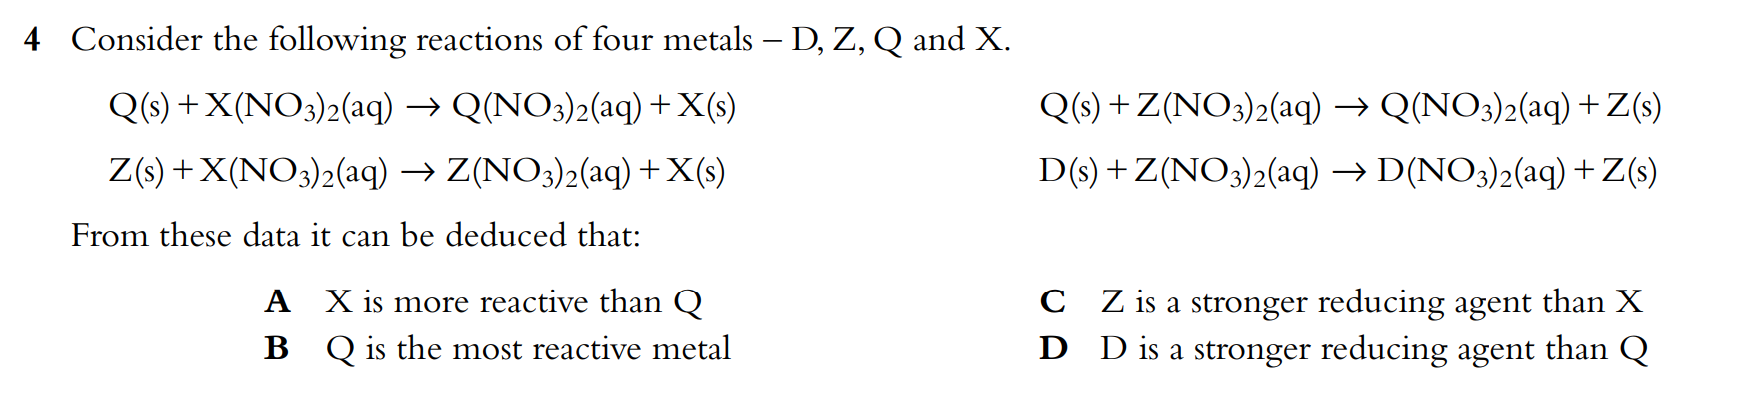 4 Consider the following reactions of four metals – D, Z, Q and X.
Q(s) + X(NO3)2(aq) → Q(NO3)2(aq) + X(s)
Q(s) + Z(NO3)2(aq) → Q(NO3)2(aq) + Z(s)
Z(s) + X(NO3)2(aq) → Z(NO3)2(aq) + X(s)
D(s) + Z(NO3)2(aq) → D(NO3)2(aq) + Z(s)
From these data it can be deduced that:
A X is more reactive than Q
B Q is the most reactive metal
C Z is a stronger reducing agent than X
D D is a stronger reducing agent than Q